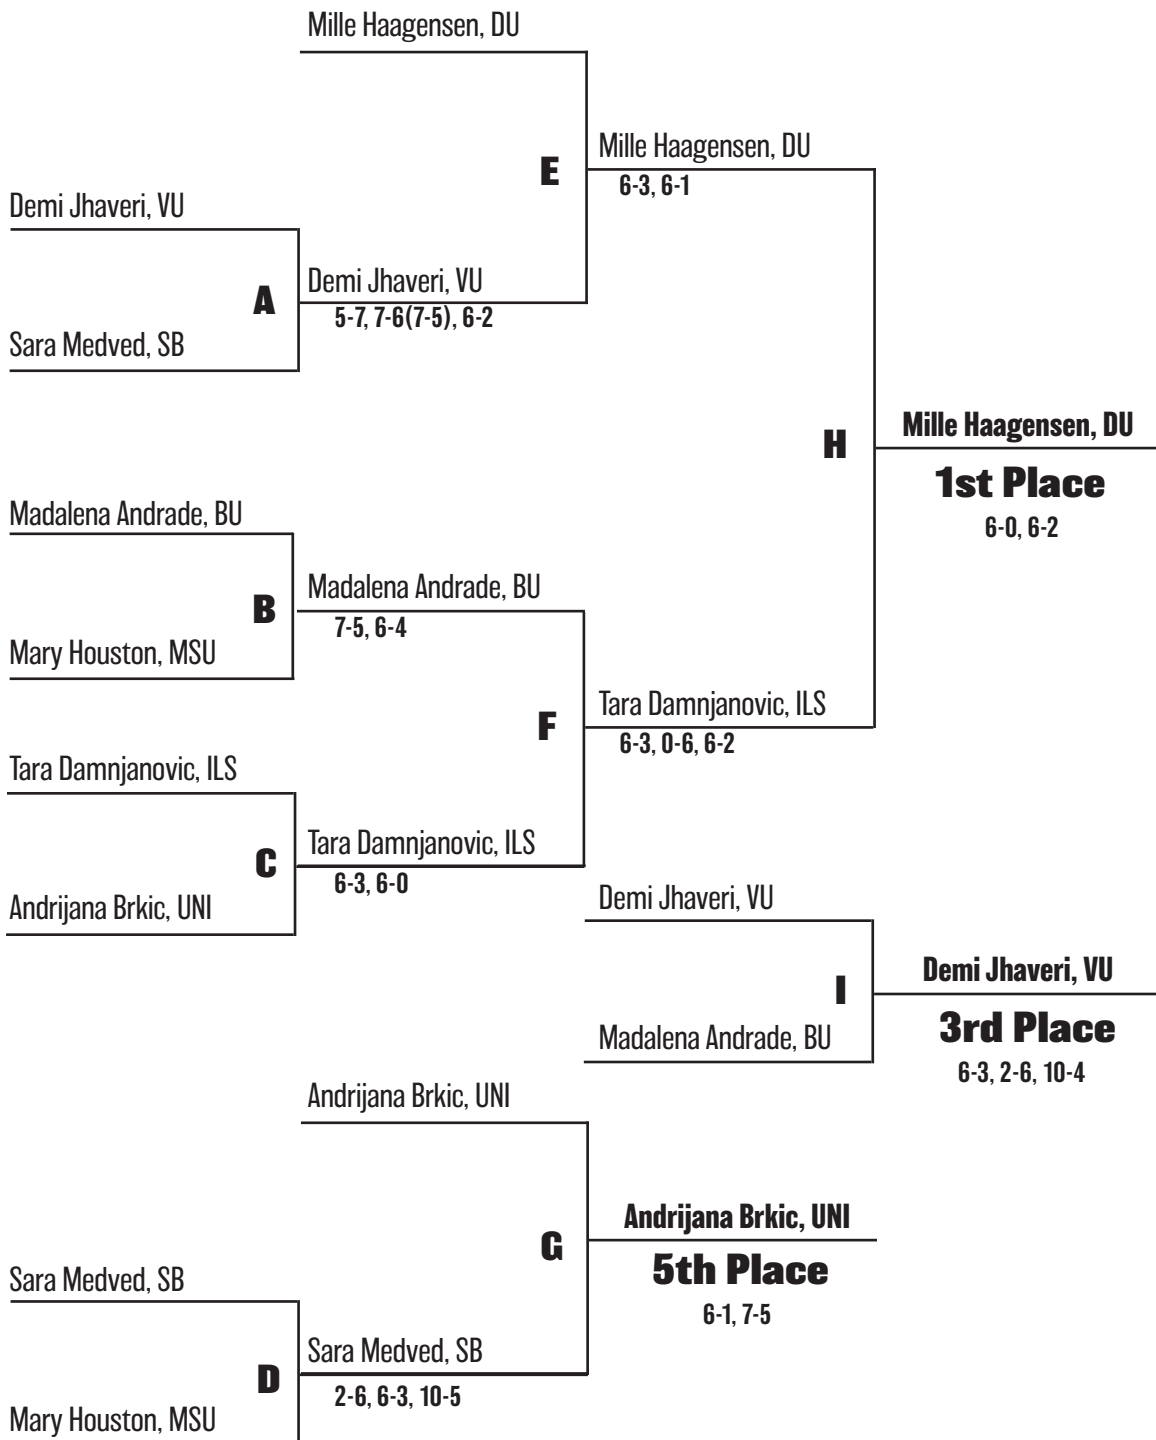 Mille Haagensen, DU
E
Mille Haagensen, DU
6-3, 6-1
Demi Jhaveri, VU
A
Demi Jhaveri, VU
5-7, 7-6(7-5), 6-2
Sara Medved, SB
H
Mille Haagensen, DU
1st Place
6-0, 6-2
Madalena Andrade, BU
B
Madalena Andrade, BU
7-5, 6-4
Mary Houston, MSU
F
Tara Damnjanovic, ILS
6-3, 0-6, 6-2
Tara Damnjanovic, ILS
C
Tara Damnjanovic, ILS
6-3, 6-0
Andrijana Brkic, UNI
Demi Jhaveri, VU
I
Demi Jhaveri, VU
3rd Place
6-3, 2-6, 10-4
Madalena Andrade, BU
Andrijana Brkic, UNI
G
Andrijana Brkic, UNI
5th Place
6-1, 7-5
Sara Medved, SB
D
Sara Medved, SB
2-6, 6-3, 10-5
Mary Houston, MSU